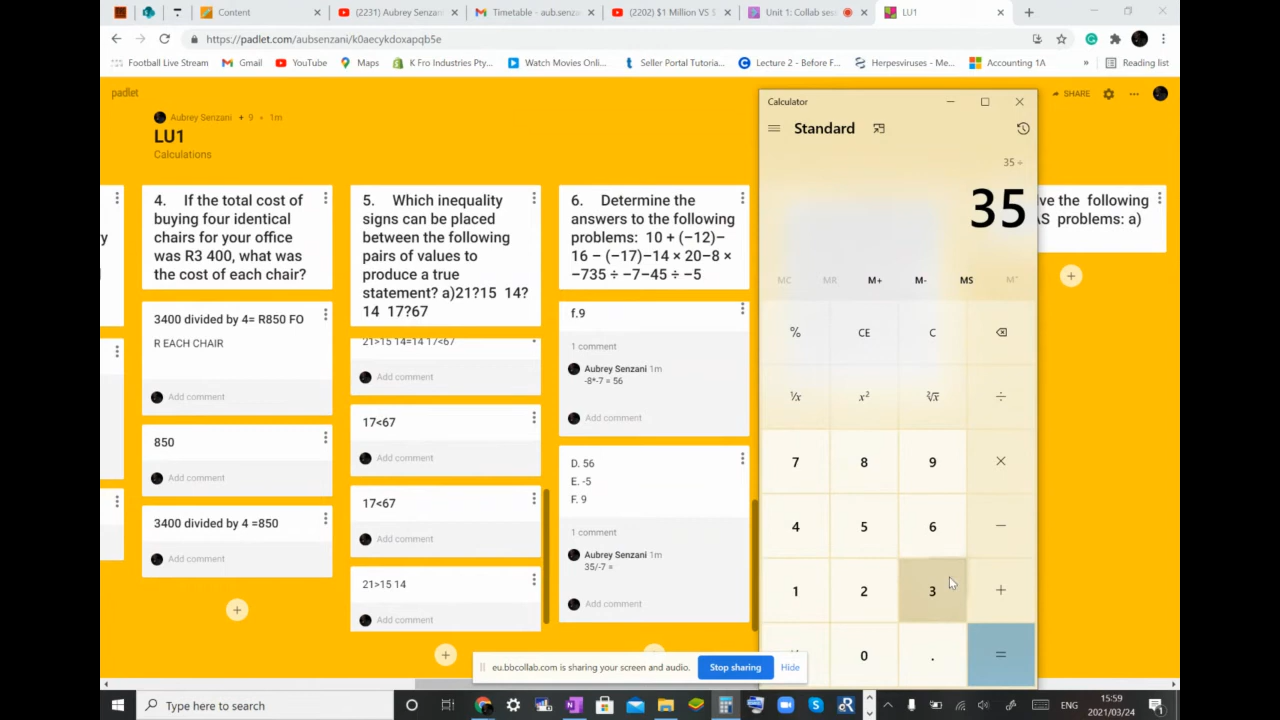 Content
(2231) Aubrey Senzan
Timetable - aub.senza
(2202) $1 Million VS $
Unit 1: Collab ses
LU1
https://padlet.com/aubsenzani/k0aecykdoxapqb5e
Football Live Stream
Gmail
YouTube
Maps
K Fro Industries Pty...
Watch Movies Onli...
Seller Portal Tutoria...
Lecture 2 - Before F...
Herpesviruses - Me...
Accounting 1A
»
Reading list
padlet
SHARE
Aubrey Senzani + 9 • 1m
LU1
Calculations
y
4. If the total cost of
buying four identical
chairs for your office
was R3 400, what was
the cost of each chair?
3400 divided by 4= R850 FO
R EACH CHAIR
Add comment
850
Add comment
3400 divided by 4 =850
Add comment
5. Which inequality
signs can be placed
between the following
pairs of values to
produce a true
statement? a)21?15 14?
14 17?67
21>15 14=14 17<67
Add comment
17<67
Add comment
17<67
Add comment
21>15 14
Add comment
6. Determine the
answers to the following
problems: 10 + (−12)−
16 − (−17)−14 × 20−8 ×
−735 ÷ −7−45 ÷ −5
f.9
1 comment
Aubrey Senzani 1m
-8*-7 = 56
Add comment
D. 56
E. -5
F. 9
1 comment
Aubrey Senzani 1m
35/-7 =
Add comment
ve the following
AS problems: a)
Calculator
Standard
35 ÷
35
MC MR M+ M- MS M˅
% CE C
¹/x x² ²√x ÷
7 8 9 ×
4 5 6 −
1 2 3 +
0 . =
eu.bbcollab.com is sharing your screen and audio.
Stop sharing
Hide
Type here to search
ENG
15:59
2021/03/24
1